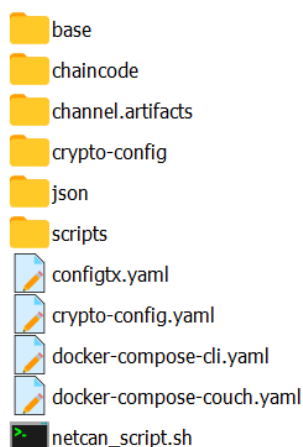 base
chaincode
channel.artifacts
crypto-config
json
scripts
configtx.yaml
crypto-config.yaml
docker-compose-cli.yaml
docker-compose-couch.yaml
netcan_script.sh